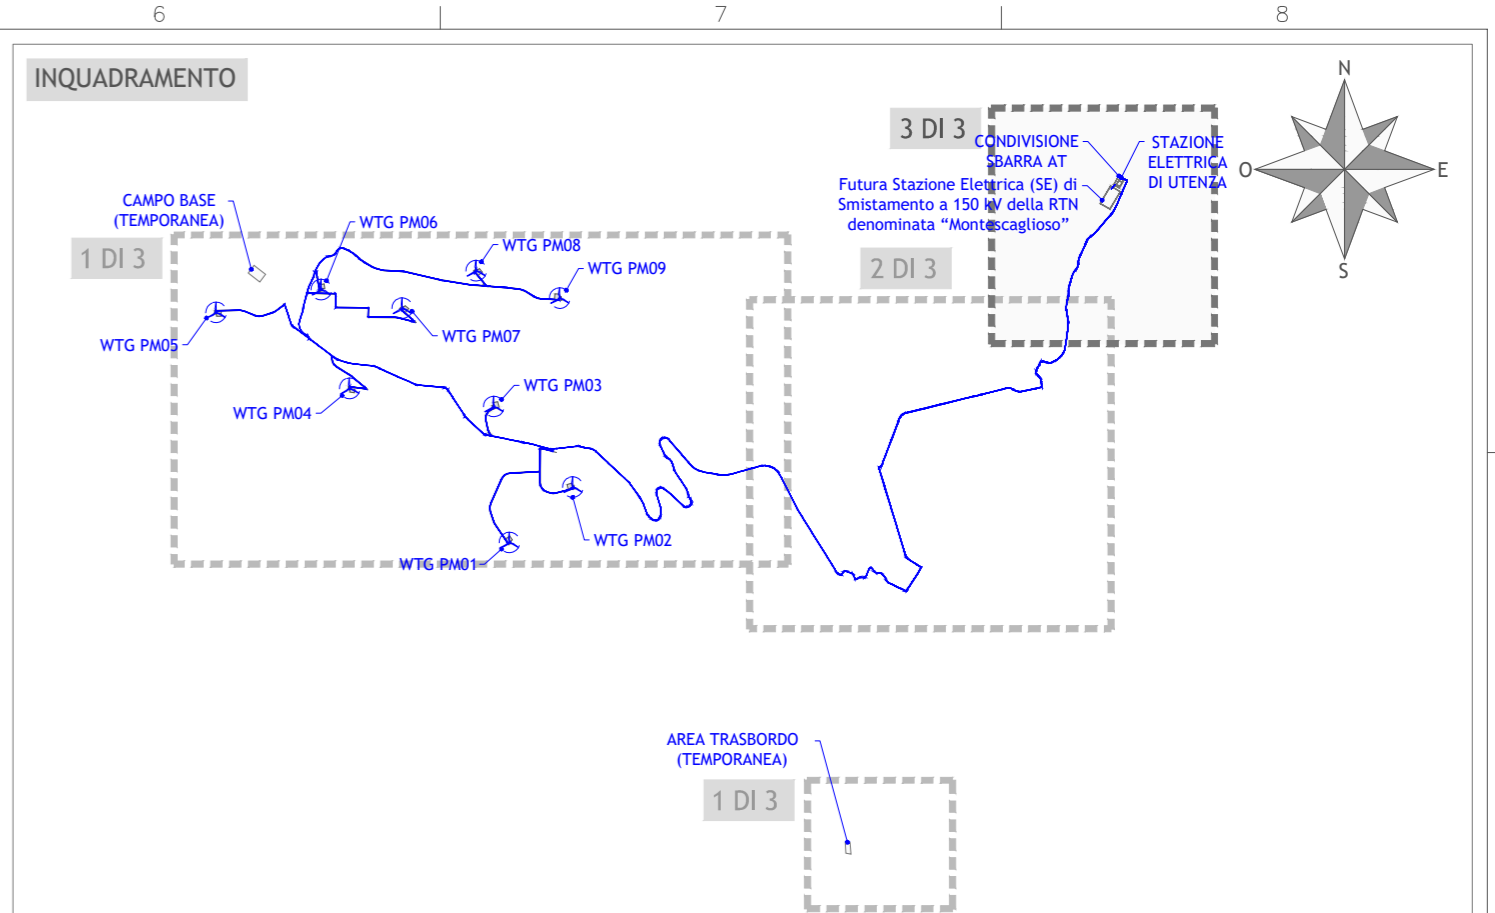 6
7
8
INQUADRAMENTO
N
O
E
S
3 DI 3
CONDIVISIONE
SBARRA AT
STAZIONE
ELETTRICA
DI UTENZA
Futura Stazione Elettrica (SE) di
Smistamento a 150 kV della RTN
denominata “Montescaglioso”
CAMPO BASE
(TEMPORANEA)
1 DI 3
2 DI 3
WTG PM06
WTG PM08
WTG PM09
WTG PM05
WTG PM07
WTG PM04
WTG PM03
WTG PM02
WTG PM01
AREA TRASBORDO
(TEMPORANEA)
1 DI 3